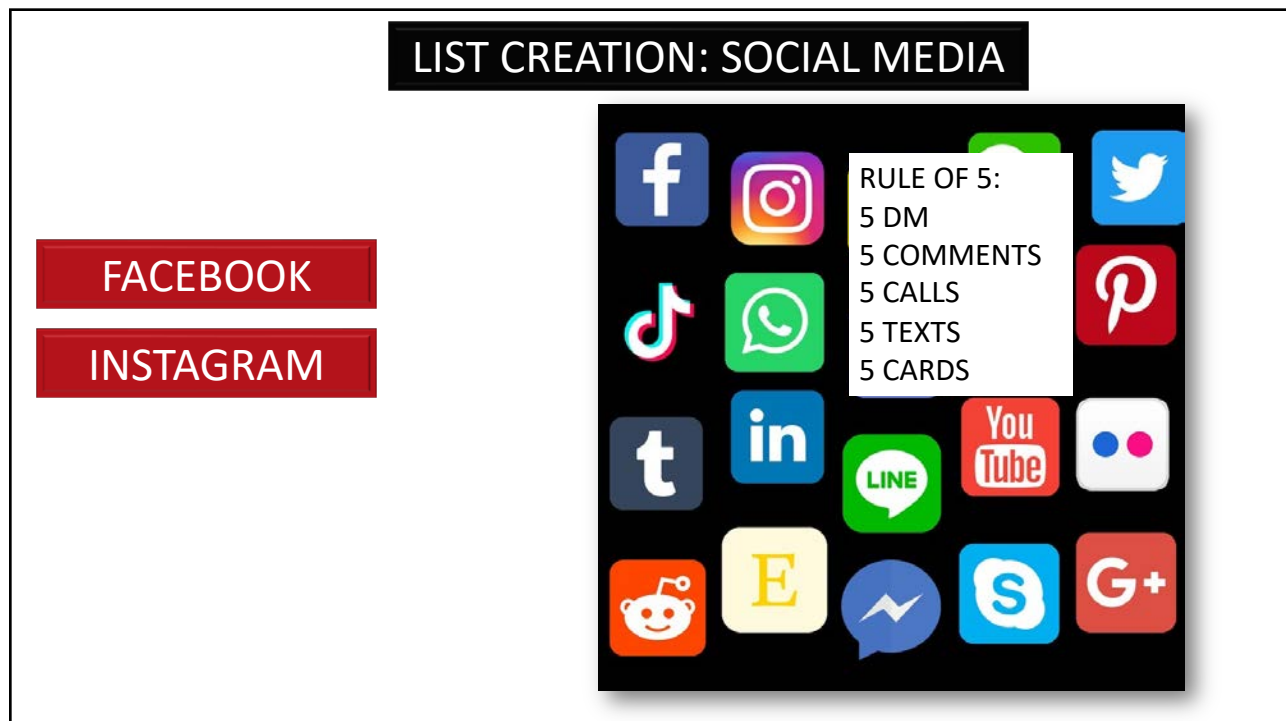 LIST CREATION: SOCIAL MEDIA
FACEBOOK
INSTAGRAM
RULE OF 5:
5 DM
5 COMMENTS
5 CALLS
5 TEXTS
5 CARDS
f
t
in
LINE
You
Tube
E
S
G+